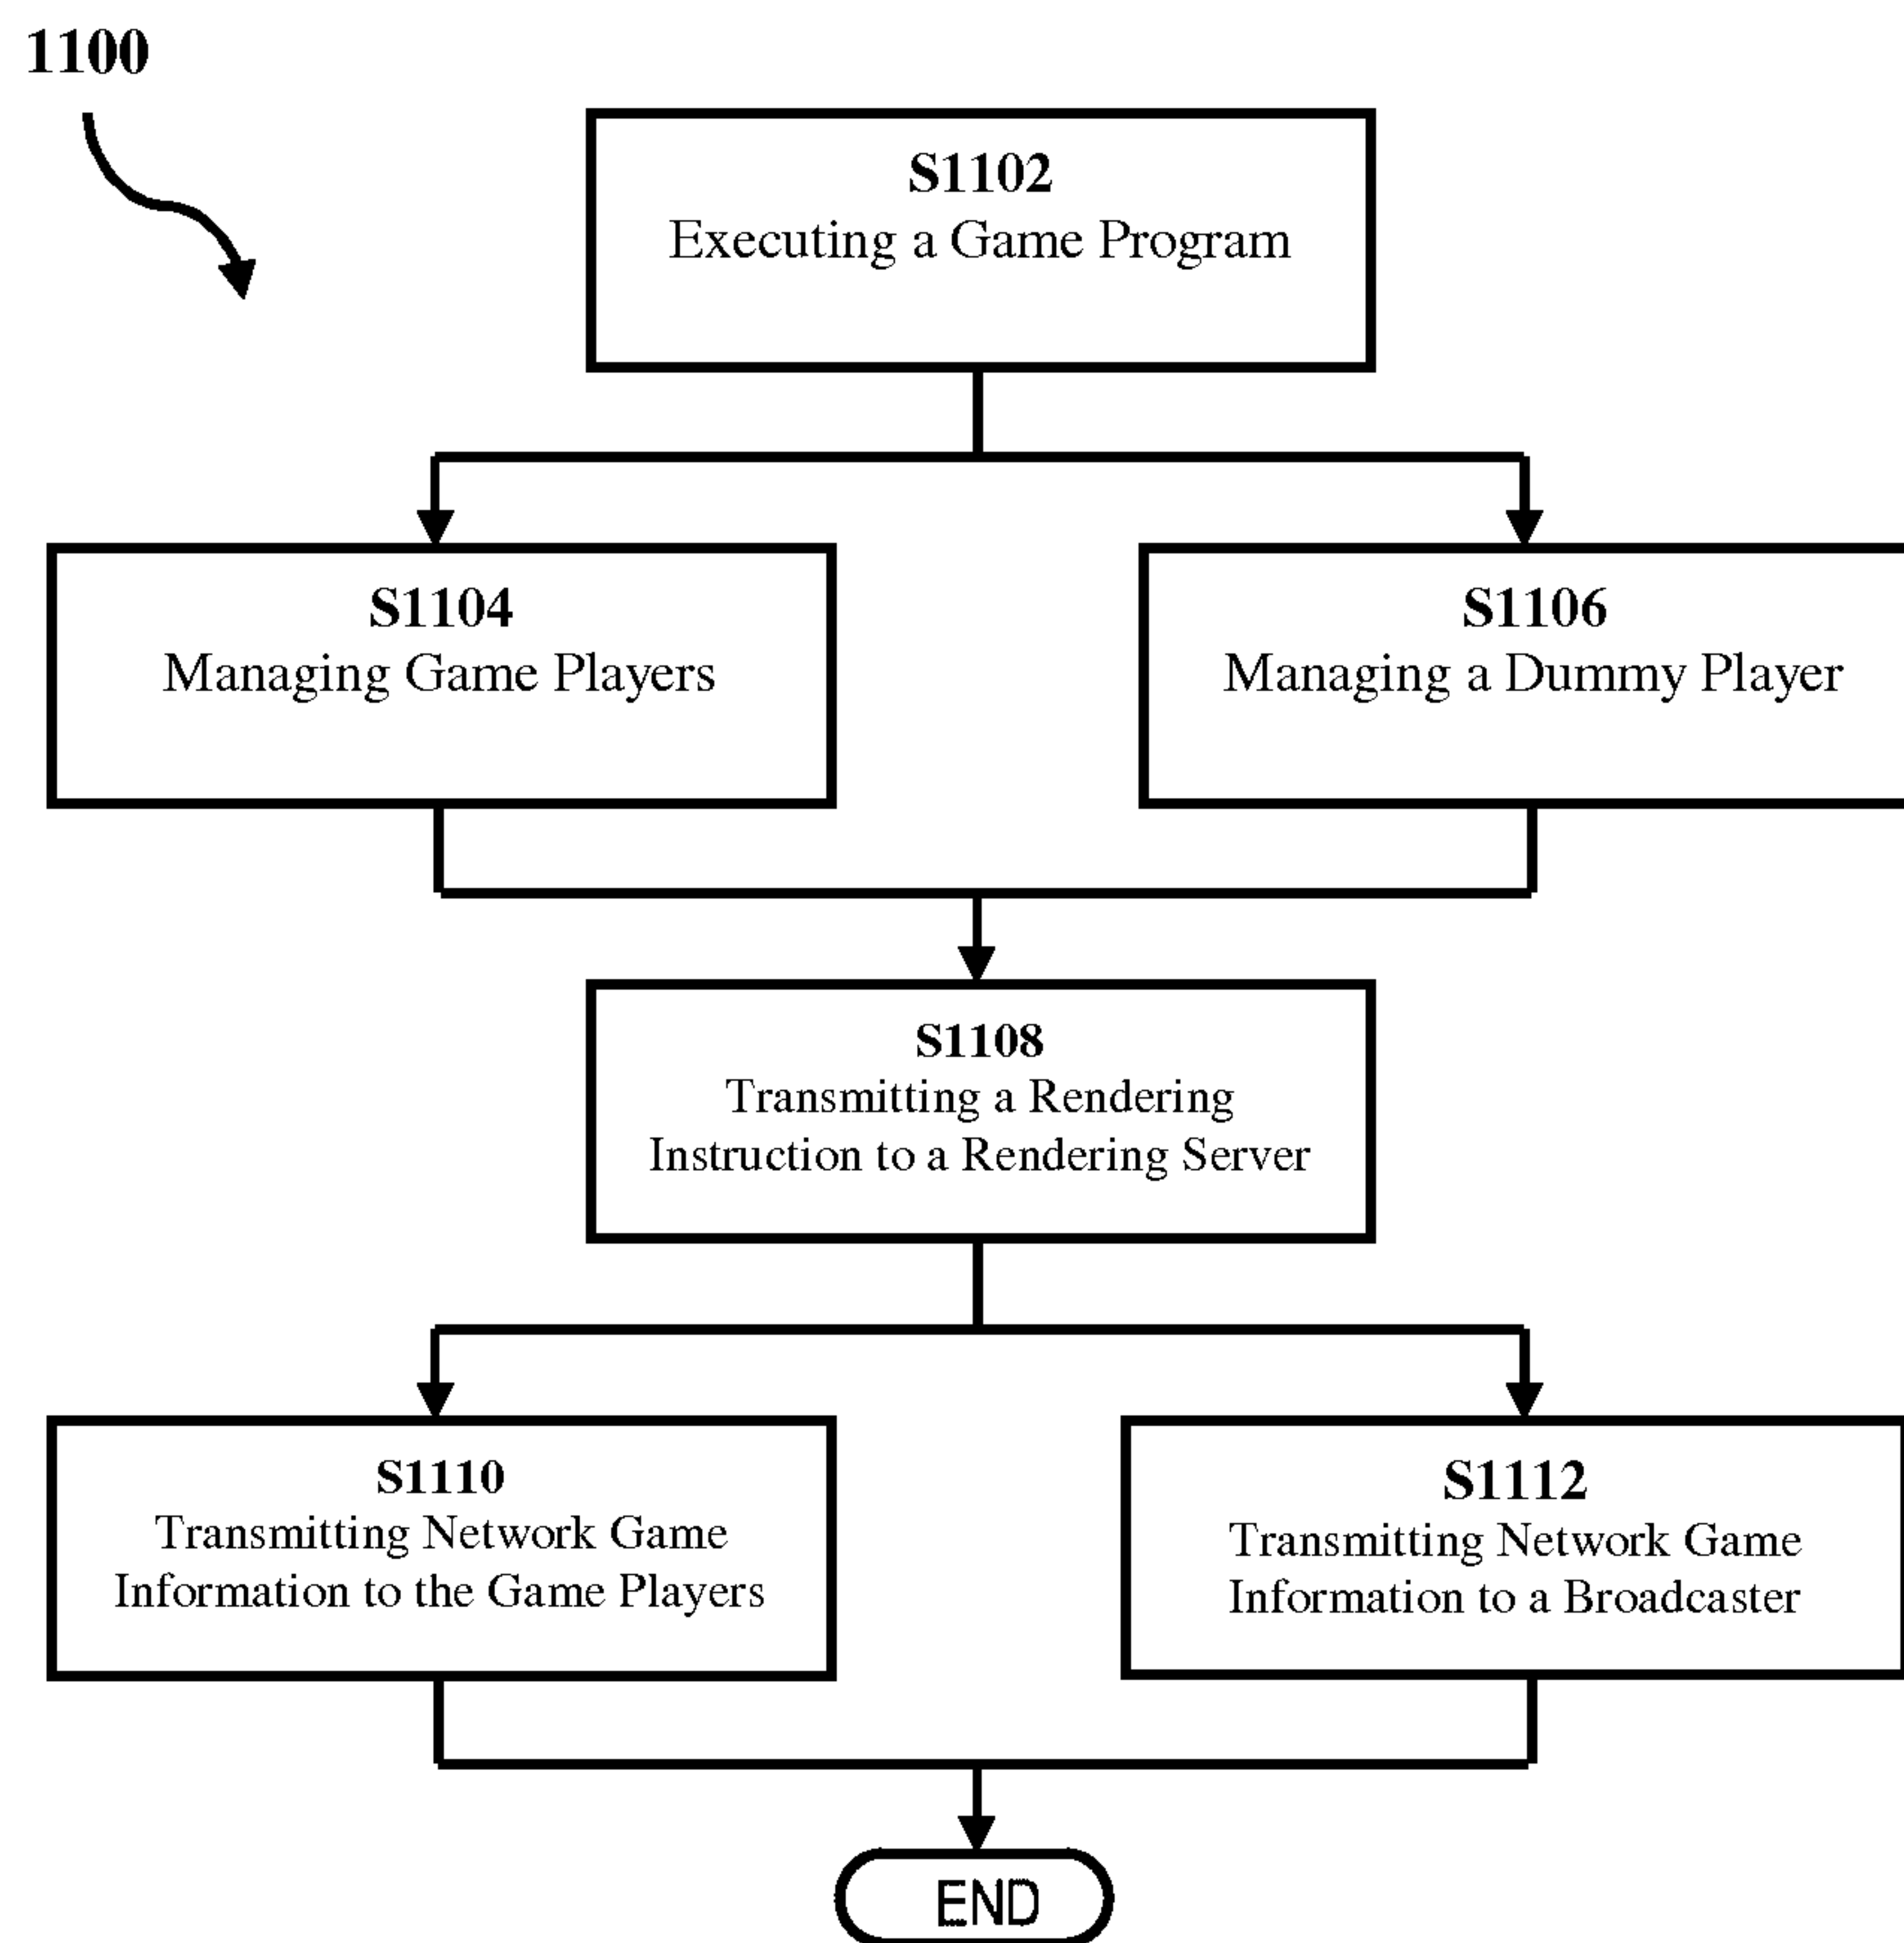 1100
S1102
Executing a Game Program
S1104
Managing Game Players
S1106
Managing a Dummy Player
S1108
Transmitting a Rendering
Instruction to a Rendering Server
S1110
Transmitting Network Game
Information to the Game Players
S1112
Transmitting Network Game
Information to a Broadcaster
END